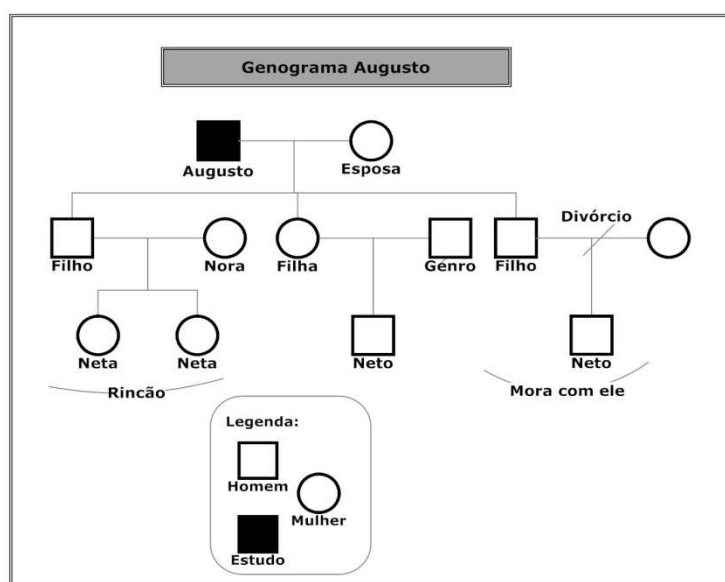 Genograma Augusto
Augusto
Esposa
Divórcio
Filho
Nora
Filha
Génro
Filho
Neta
Neta
Neto
Neto
Rincão
Mora com ele
Legenda:
Homem
Mulher
Estudo